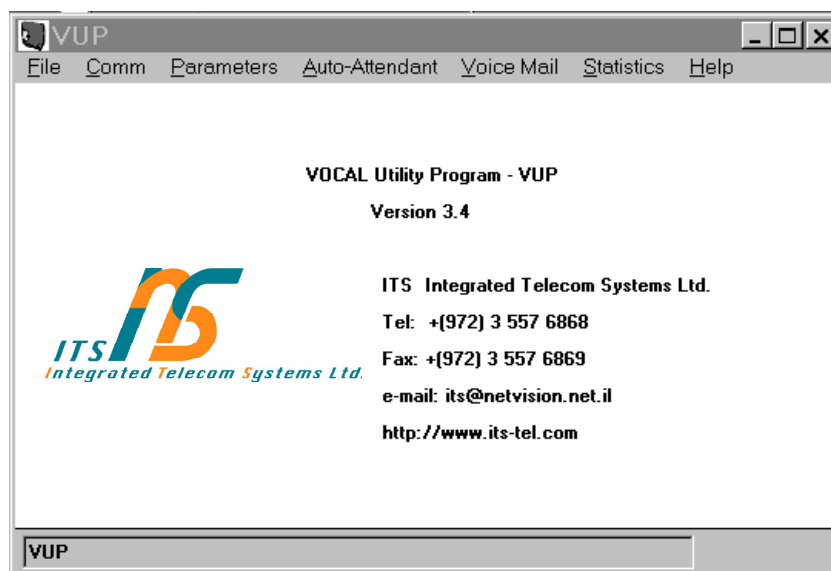 VUP
File Comm Parameters Auto-Attendant Voice Mail Statistics Help
VOCAL Utility Program - VUP
Version 3.4
ITS Integrated Telecom Systems Ltd.
Tel: +(972) 3 557 6868
Fax: +(972) 3 557 6869
e-mail: its@netvision.net.il
http://www.its-tel.com
ITS
Integrated Telecom Systems Ltd.
VUP